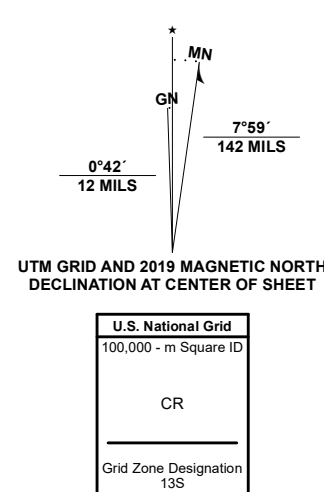 ★
MN
GN
7°59´
142 MILS
0°42´
12 MILS
UTM GRID AND 2019 MAGNETIC NORTH
DECLINATION AT CENTER OF SHEET
U.S. National Grid
100,000 - m Square ID
CR
Grid Zone Designation
13S